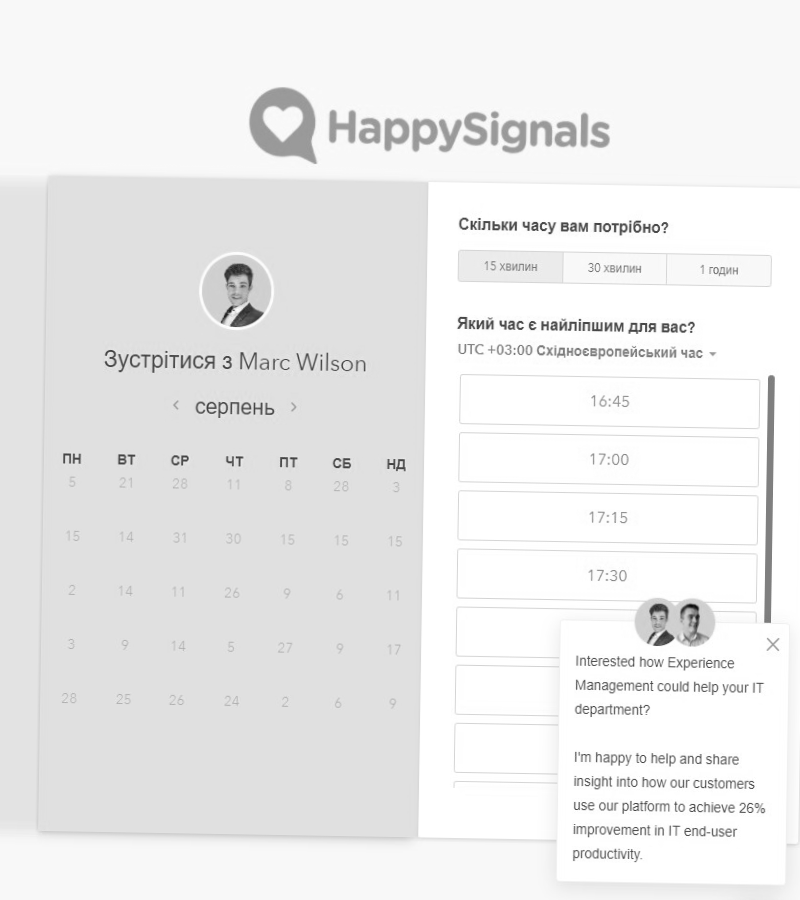 HappySignals
Зустрітися з Marc Wilson
серпень
ПН ВТ СР ЧТ ПТ СБ НД
5 21 28 11 8 28 3
15 14 31 30 15 15 15
2 14 11 26 9 6 11
3 9 14 5 27 9 17
28 25 26 24 2 6 9
Скільки часу вам потрібно?
15 хвилин 30 хвилин 1 годин
Який час є найліпшим для вас?
UTC +03:00 Східноєвропейський час
16:45
17:00
17:15
17:30
Interested how Experience
Management could help your IT
department?
I'm happy to help and share
insight into how our customers
use our platform to achieve 26%
improvement in IT end-user
productivity.